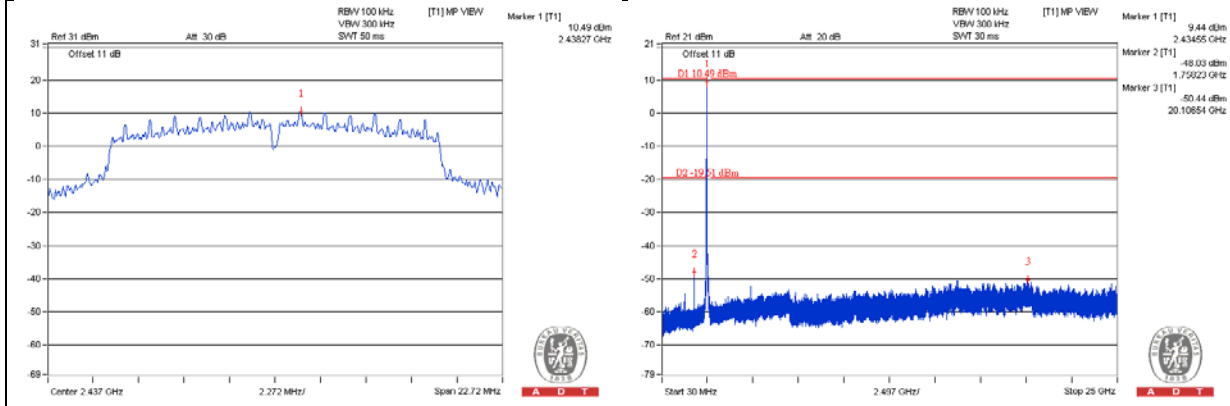 RBW 100 kHz
VBW 300 kHz
SWT 50 ms
[T1] MP VIEW
Marker 1 [T1]
10.49 dBm
2.43827 GHz
Ref 31 dBm
Att 30 dB
Offset 11 dB
31
20
10
0
-10
-20
-30
-40
-50
-60
-69
1
Center 2.437 GHz
2.272 MHz/
Span 22.72 MHz
BUREAU VERITAS
1828
A D T
RBW 100 kHz
VBW 300 kHz
SWT 30 ms
[T1] MP VIEW
Marker 1 [T1]
9.44 dBm
2.43455 GHz
Marker 2 [T1]
-48.03 dBm
1.75823 GHz
Marker 3 [T1]
-50.44 dBm
20.10654 GHz
Ref 21 dBm
Att 20 dB
Offset 11 dB
21
10
0
-10
-20
-30
-40
-50
-60
-70
-79
1
D1 10.49 dBm
D2 -19.51 dBm
2
3
Start 30 MHz
2.497 GHz/
Stop 25 GHz
BUREAU VERITAS
1828
A D T